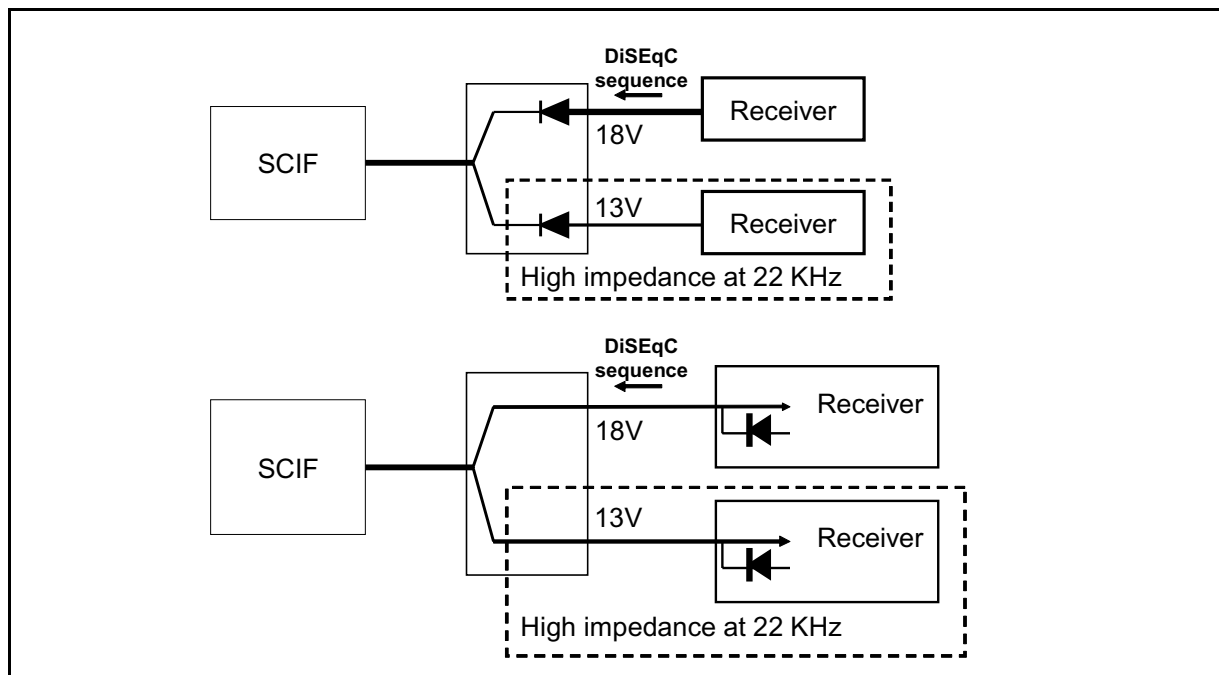 DiSEqC
sequence
Receiver
18V
SCIF
13V
Receiver
High impedance at 22 KHz
DiSEqC
sequence
Receiver
18V
SCIF
13V
Receiver
High impedance at 22 KHz